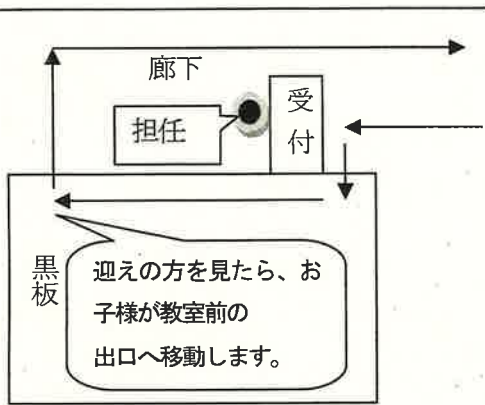 廊下
担任
受付
黒板
迎えの方を見たら、お
子様が教室前の
出口へ移動します。